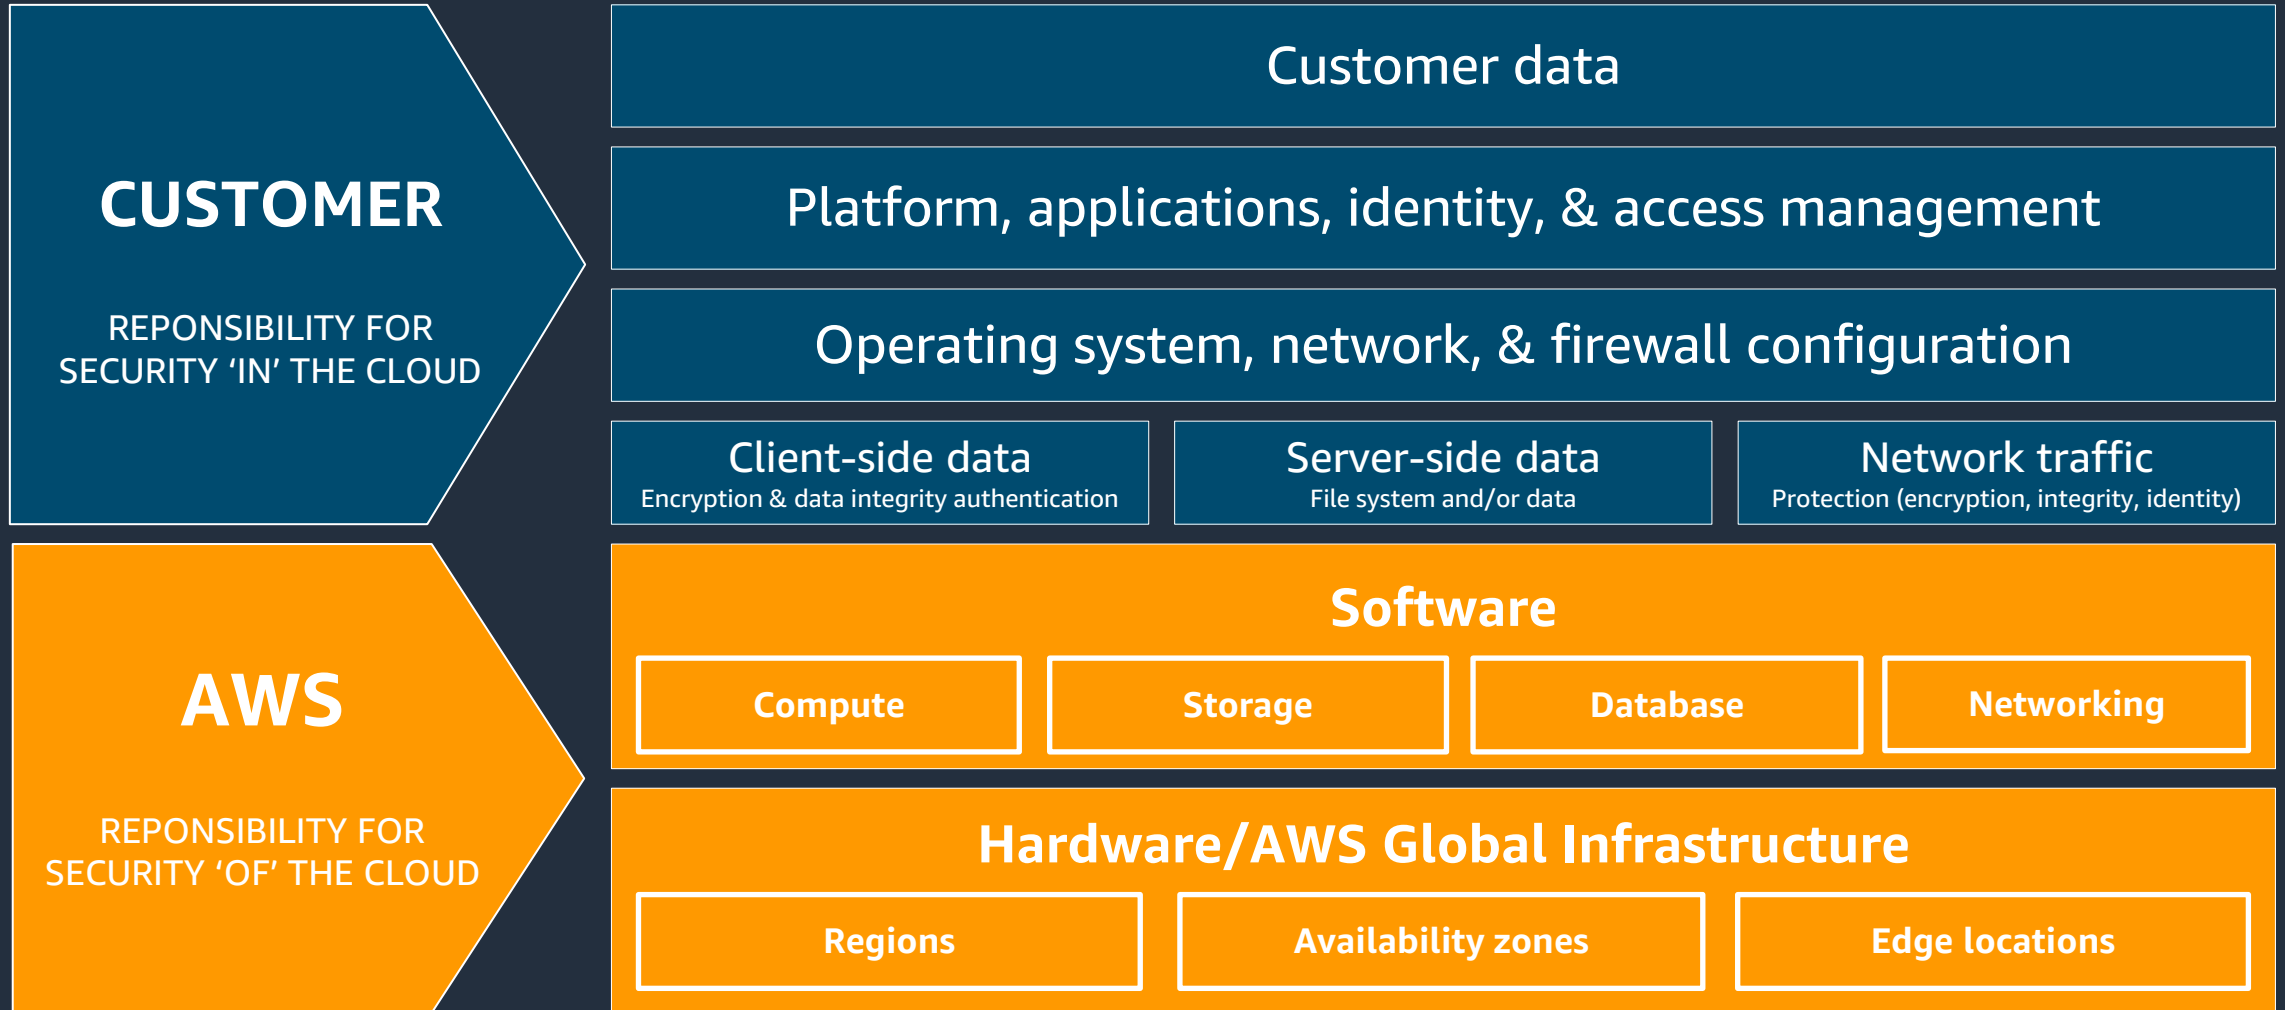 CUSTOMER
REPONSIBILITY FOR
SECURITY ‘IN’ THE CLOUD
Customer data
Platform, applications, identity, & access management
Operating system, network, & firewall configuration
Client-side data
Encryption & data integrity authentication
Server-side data
File system and/or data
Network traffic
Protection (encryption, integrity, identity)
AWS
REPONSIBILITY FOR
SECURITY ‘OF’ THE CLOUD
Software
Compute
Storage
Database
Networking
Hardware/AWS Global Infrastructure
Regions
Availability zones
Edge locations